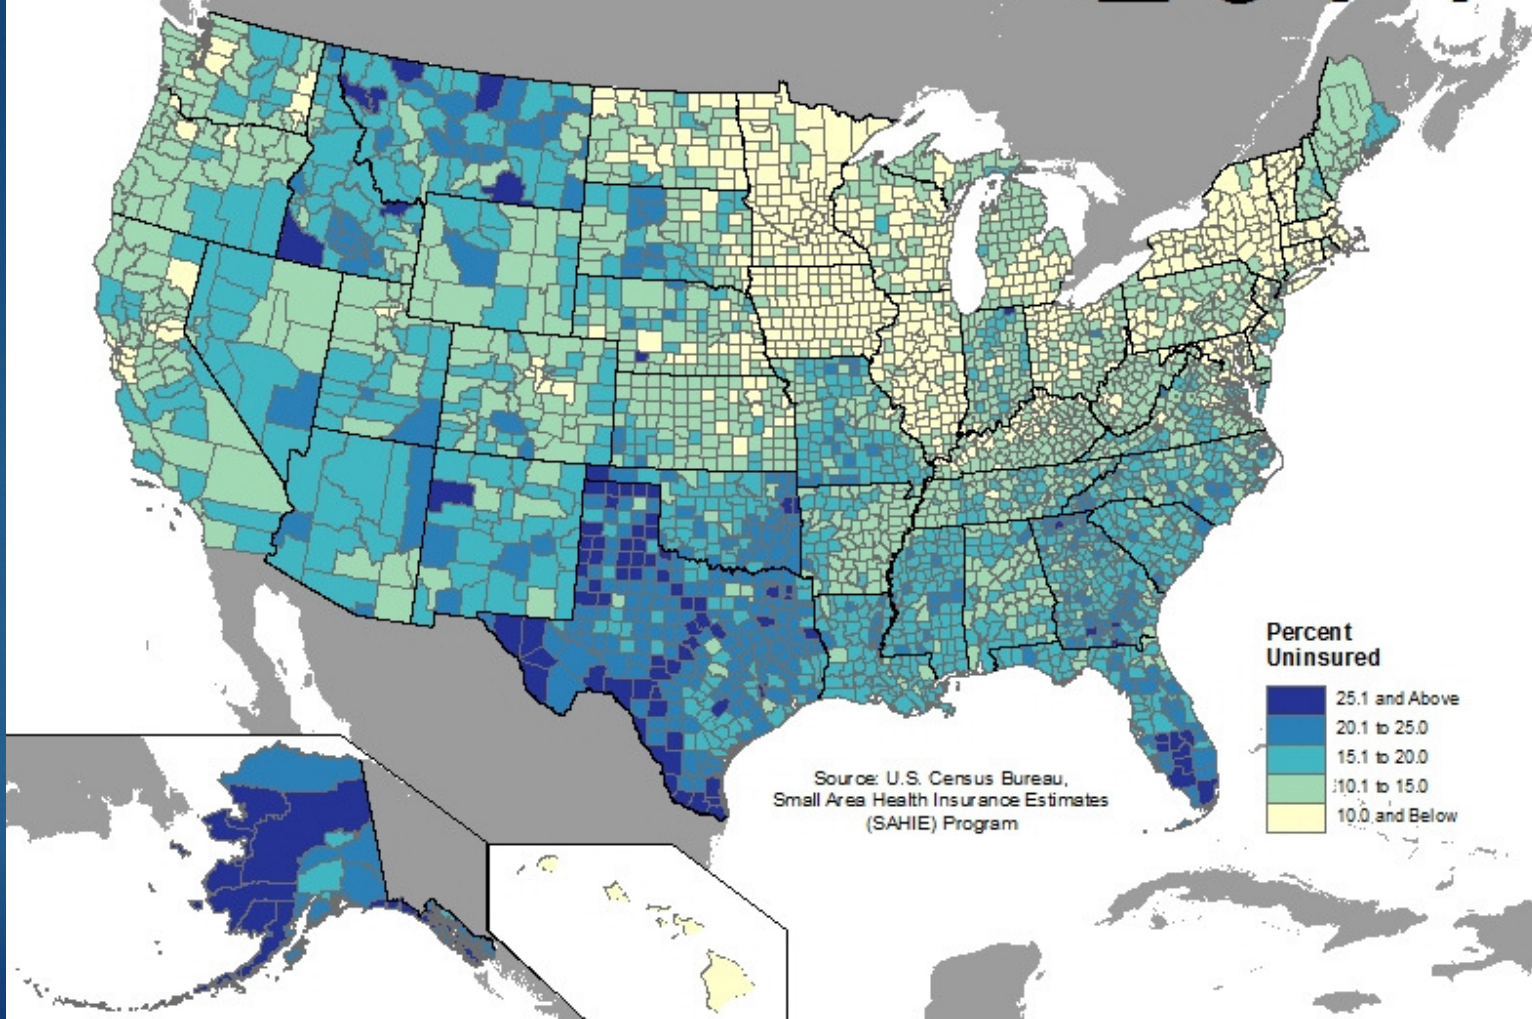 Percent
Uninsured
25.1 and Above
20.1 to 25.0
15.1 to 20.0
10.1 to 15.0
10.0 and Below
Source: U.S. Census Bureau,
Small Area Health Insurance Estimates
(SAHIE) Program